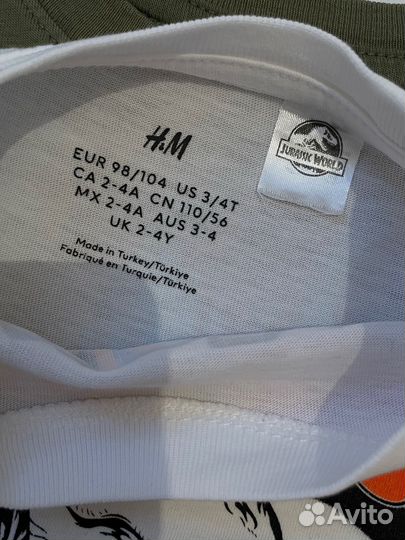 H&M
EUR 98/104 US 3/4T
CA 2-4A CN 110/56
MX 2-4A AUS 3-4
UK 2-4Y
Made in Turkey/Türkiye
Fabriqué en Turquie/Türkiye
JURASSIC WORLD
Avito